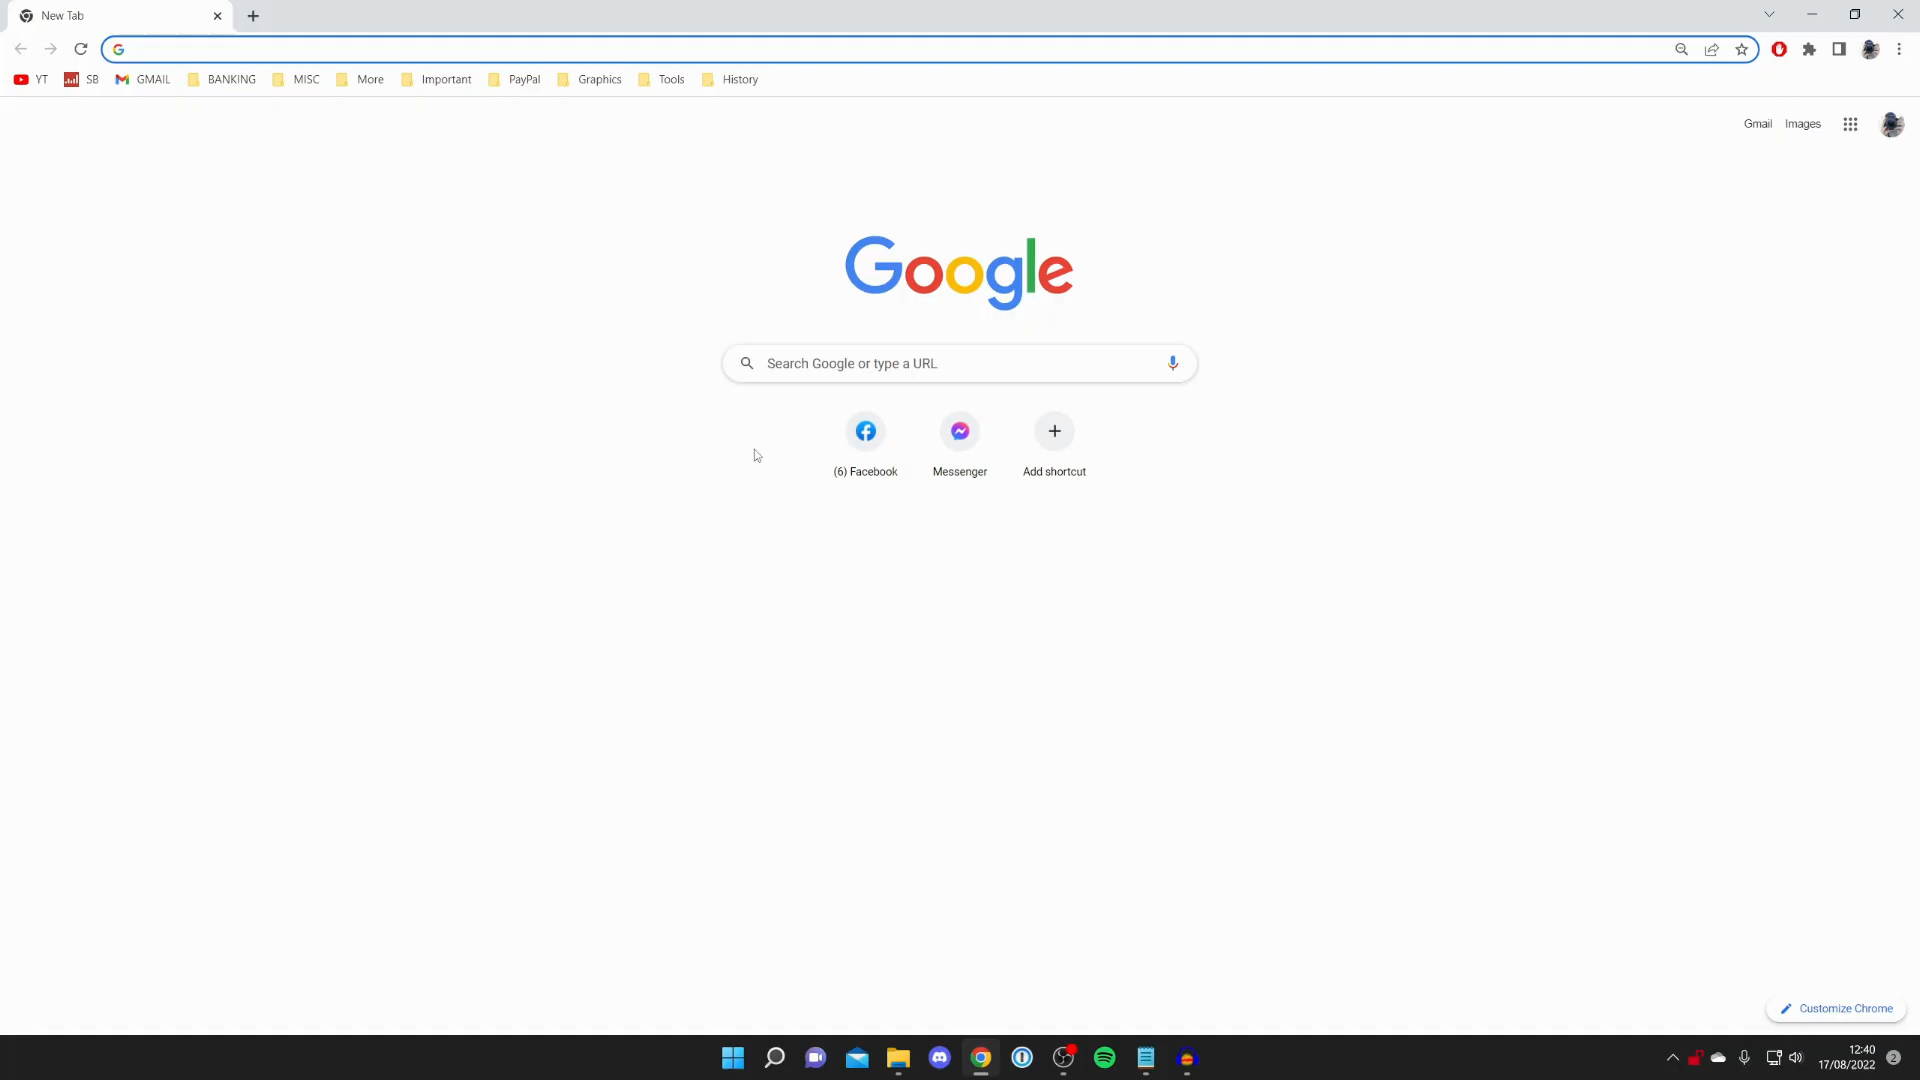 New Tab
YT SB GMAIL BANKING MISC More Important PayPal Graphics Tools History
Gmail Images
Google
Search Google or type a URL
(6) Facebook Messenger Add shortcut
Customize Chrome
12:40
17/08/2022 2